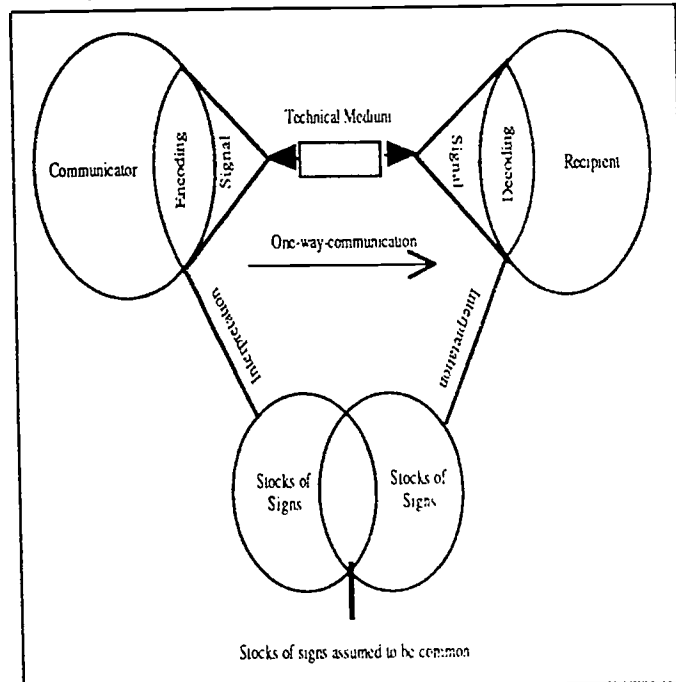 Technical Medium
Communicator
Encoding
Signal
Signal
Decoding
Recipient
One-way-communication
Interpretation
Interpretation
Stocks of
Signs
Stocks of
Signs
Stocks of signs assumed to be common